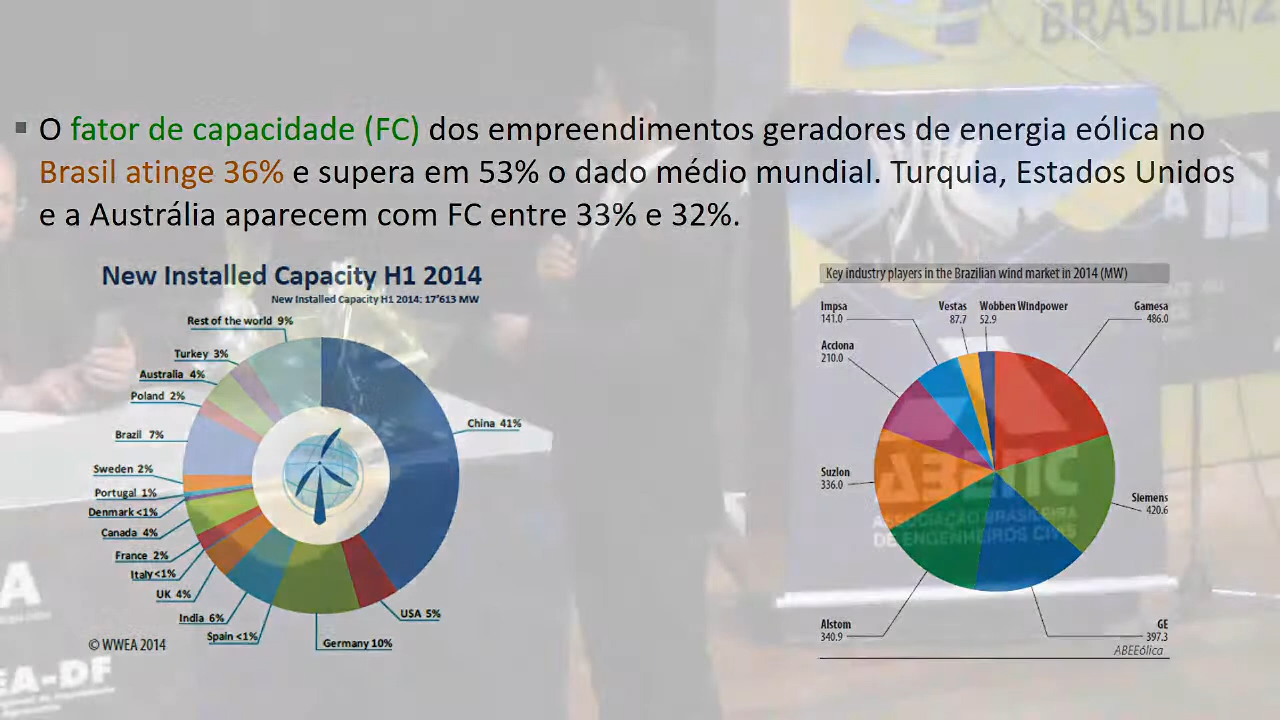 BRASÍLIA/2
▪ O fator de capacidade (FC) dos empreendimentos geradores de energia eólica no
Brasil atinge 36% e supera em 53% o dado médio mundial. Turquia, Estados Unidos
e a Austrália aparecem com FC entre 33% e 32%.
New Installed Capacity H1 2014
New Installed Capacity H1 2014: 17'613 MW
Rest of the world 9%
Turkey 3%
Australia 4%
Poland 2%
Brazil 7%
Sweden 2%
Portugal 1%
Denmark <1%
Canada 4%
France 2%
Italy <1%
UK 4%
India 6%
Spain <1%
Germany 10%
USA 5%
China 41%
© WWEA 2014
Key industry players in the Brazilian wind market in 2014 (MW)
Impsa
141.0
Vestas
87.7
Wobben Windpower
52.9
Gamesa
486.0
Acciona
210.0
Suzlon
336.0
Siemens
420.6
Alstom
340.9
GE
397.3
ABEEólica
ABENC
ASSOCIAÇÃO BRASILEIRA
DE ENGENHEIROS CIVIS
A
EA-DF